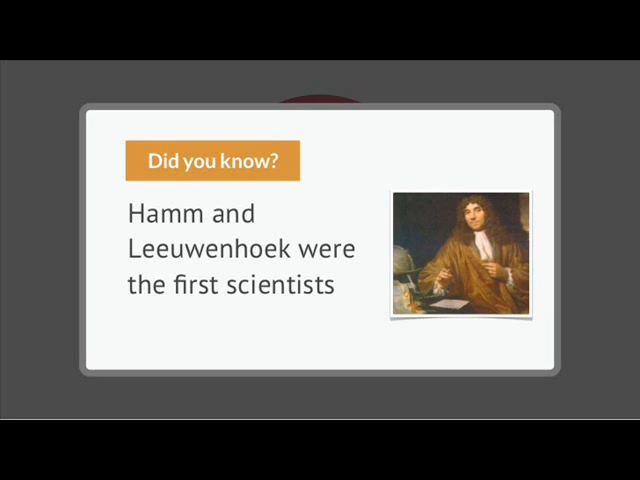 Did you know?
Hamm and
Leeuwenhoek were
the first scientists